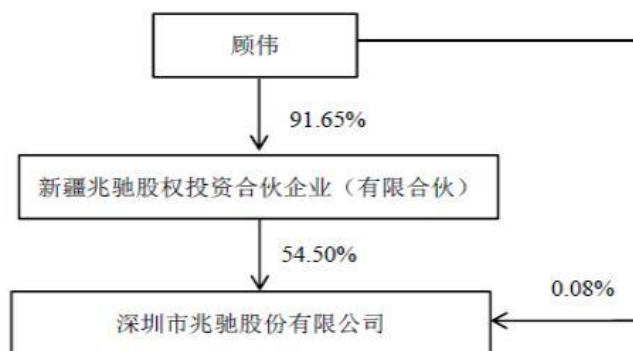 顾伟
91.65%
新疆兆驰股权投资合伙企业（有限合伙）
54.50%
0.08%
深圳市兆驰股份有限公司